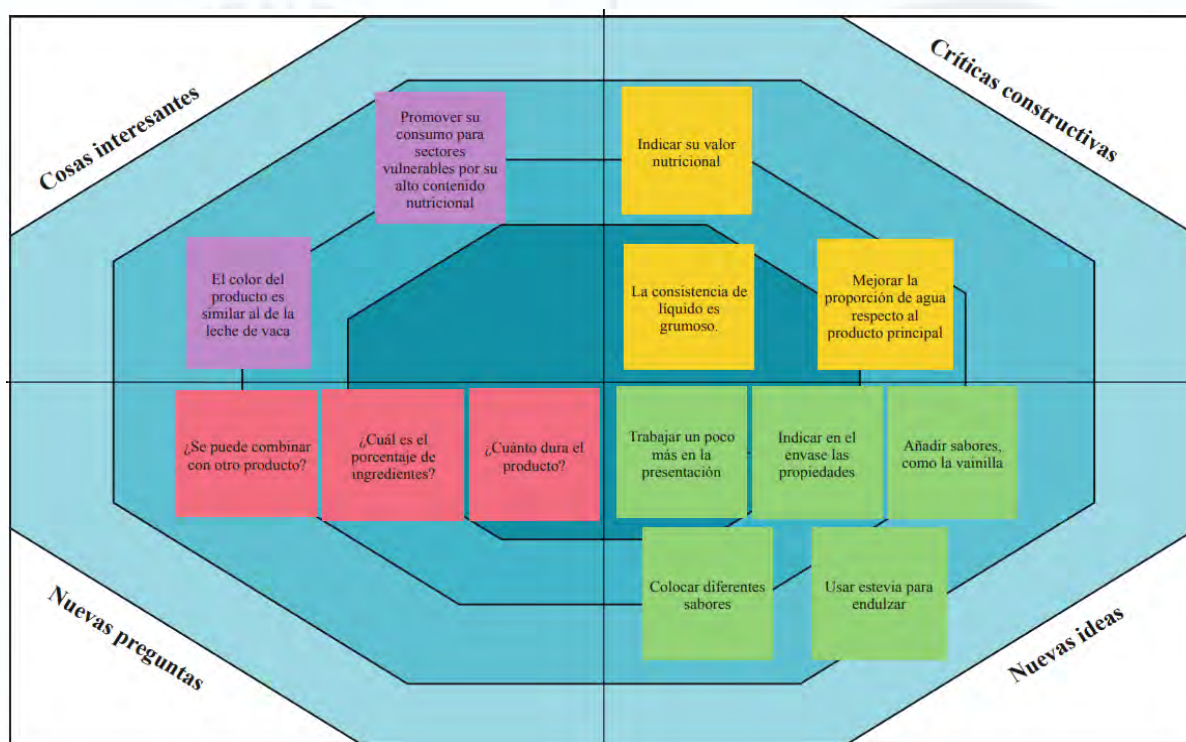 Cosas interesantes
Críticas constructivas
Promover su
consumo para
sectores
vulnerables por su
alto contenido
nutricional
Indicar su valor
nutricional
El color del
producto es
similar al de la
leche de vaca
La consistencia de
líquido es
grumoso.
Mejorar la
proporción de agua
respecto al
producto principal
¿Se puede combinar
con otro producto?
¿Cuál es el
porcentaje de
ingredientes?
¿Cuánto dura el
producto?
Trabajar un poco
más en la
presentación
Indicar en el
envase las
propiedades
Añadir sabores,
como la vainilla
Colocar diferentes
sabores
Usar estevia para
endulzar
Nuevas preguntas
Nuevas ideas